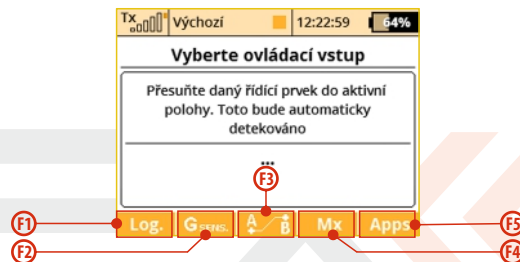 Tx Výchozí 12:22:59 64%
Vyberte ovládací vstup
Přesuňte daný řídící prvek do aktivní
polohy. Toto bude automaticky
detekováno
...
F3
F1 Log. GSENS. A B Mx Apps F5
F2 F4